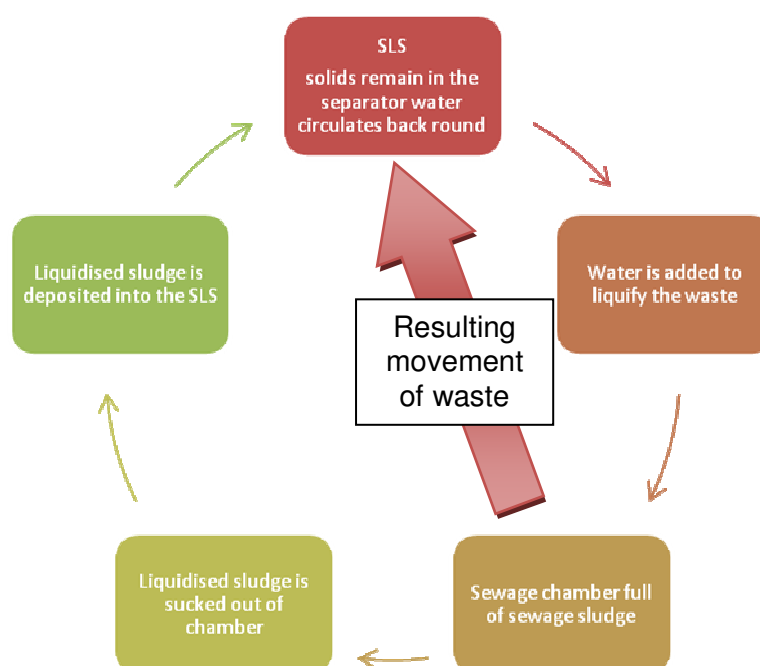 SLS
solids remain in the
separator water
circulates back round
Water is added to
liquify the waste
Sewage chamber full
of sewage sludge
Liquidised sludge is
sucked out of
chamber
Liquidised sludge is
deposited into the SLS
Resulting
movement
of waste